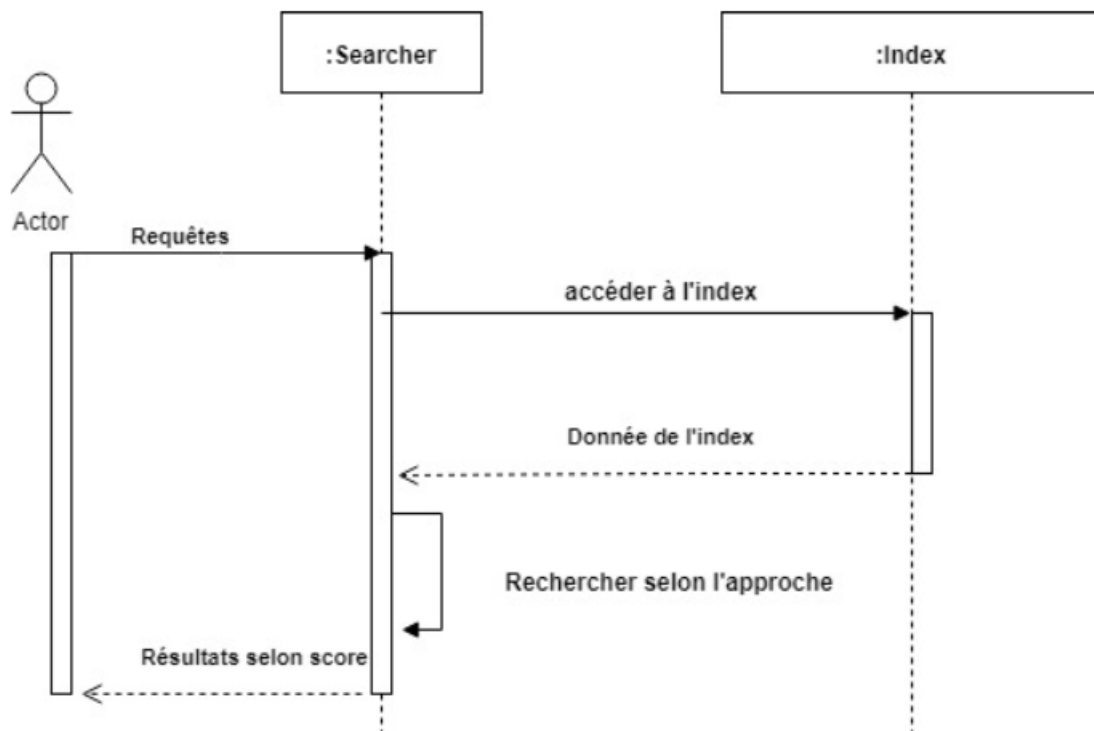 :Searcher
:Index
Actor
Requêtes
accéder à l'index
Donnée de l'index
Rechercher selon l'approche
Résultats selon score